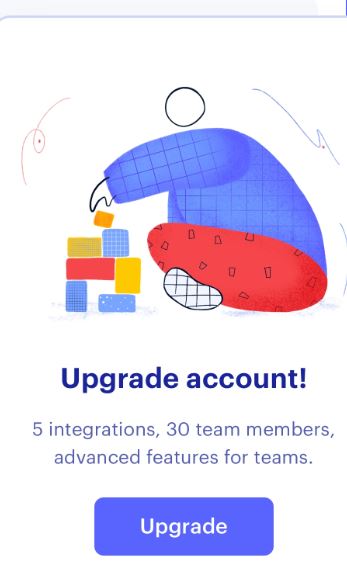 Upgrade account!
5 integrations, 30 team members,
advanced features for teams.
Upgrade